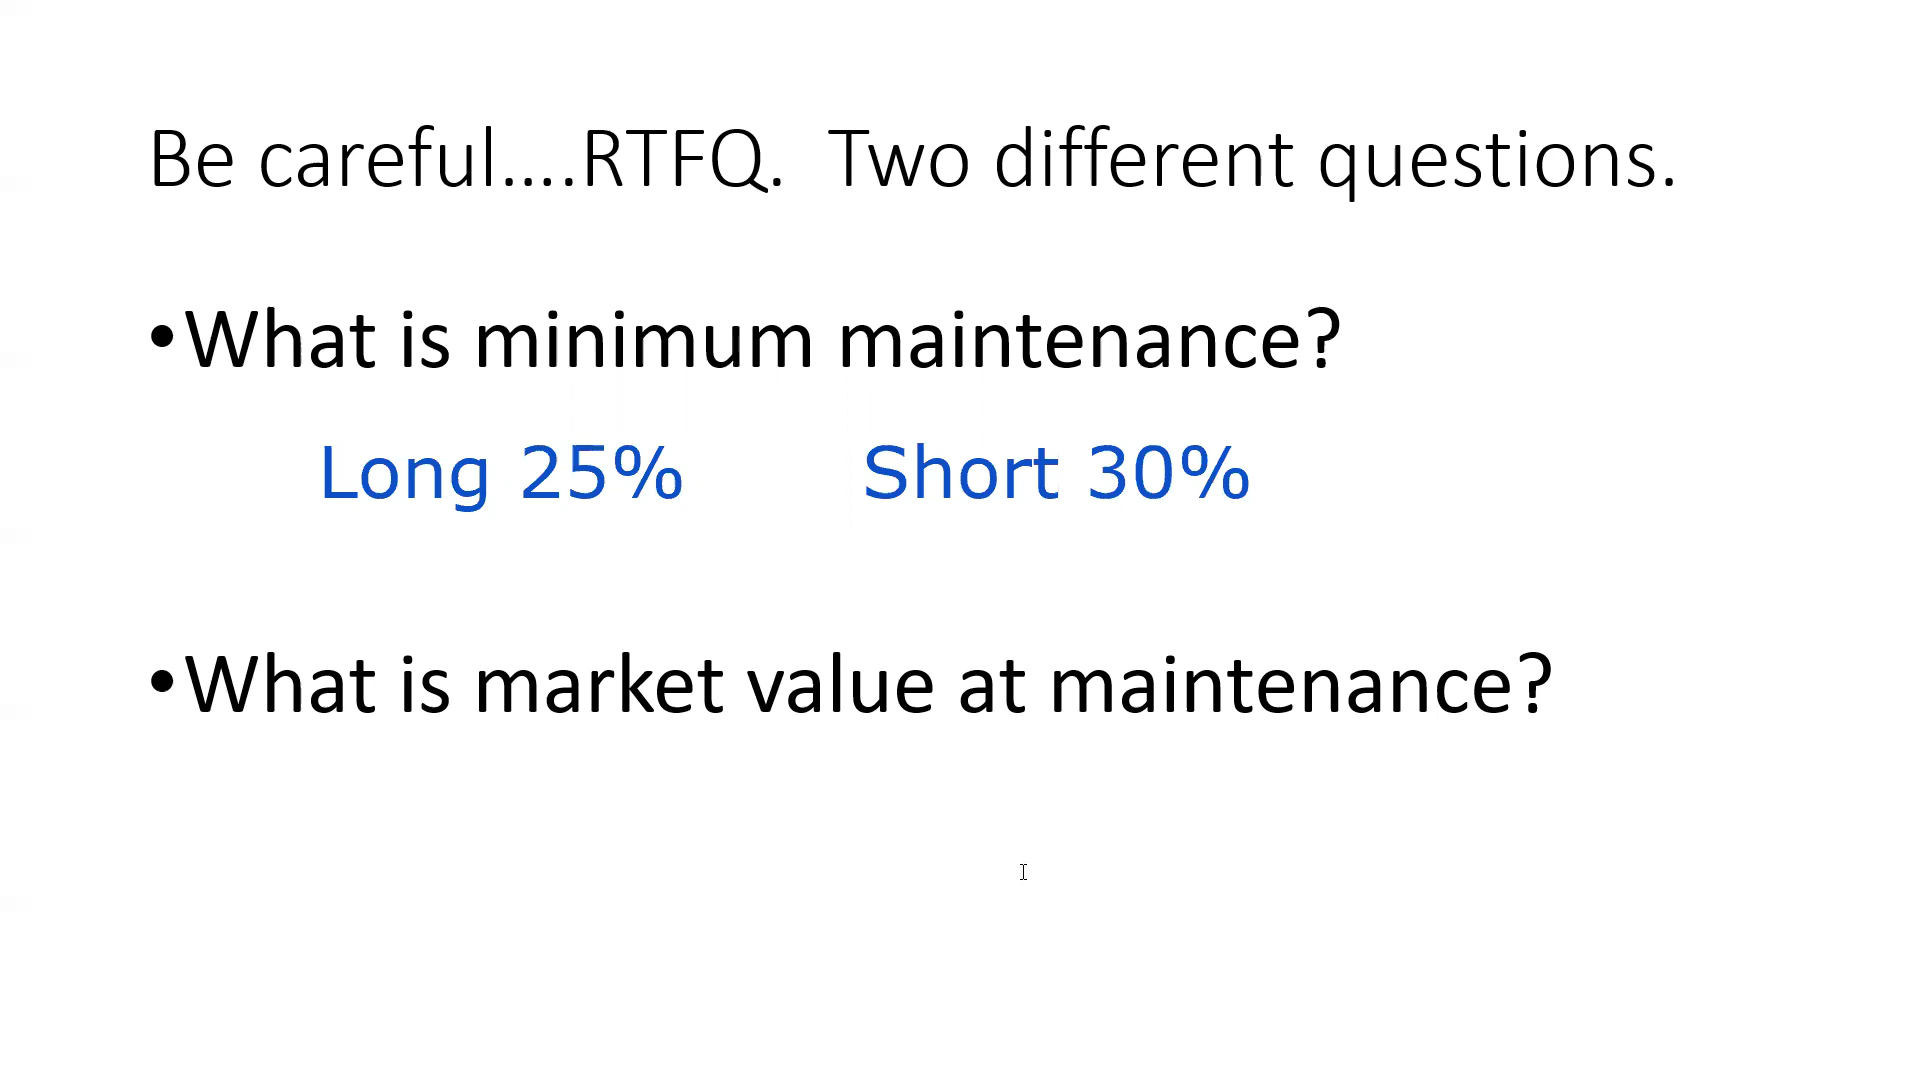 Be careful....RTFQ.  Two different questions.
•What is minimum maintenance?
Long 25% Short 30%
•What is market value at maintenance?